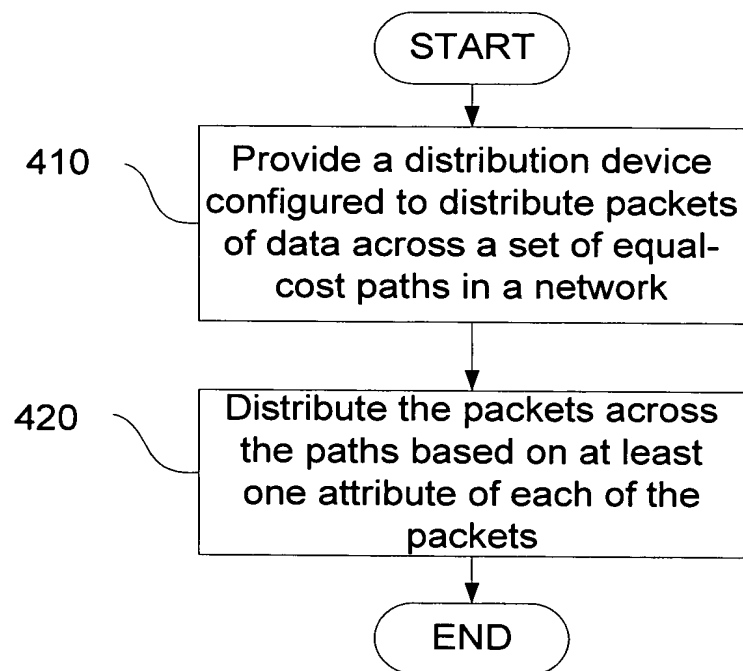 START
410
Provide a distribution device
configured to distribute packets
of data across a set of equal-
cost paths in a network
420
Distribute the packets across
the paths based on at least
one attribute of each of the
packets
END